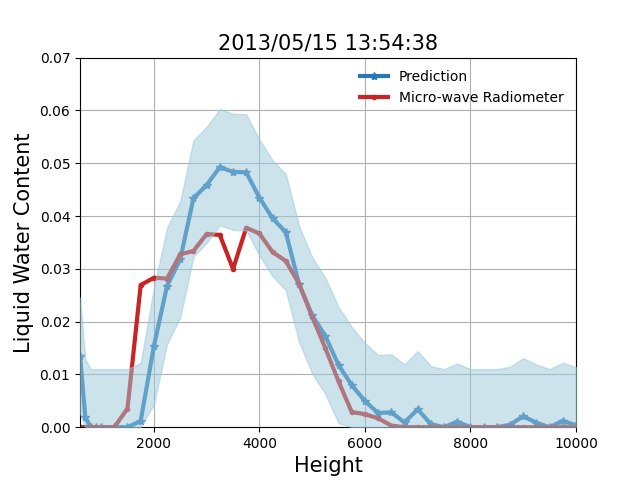 2013/05/15 13:54:38
Prediction
Micro-wave Radiometer
Liquid Water Content
0.07
0.06
0.05
0.04
0.03
0.02
0.01
0.00
2000 4000 6000 8000 10000
Height